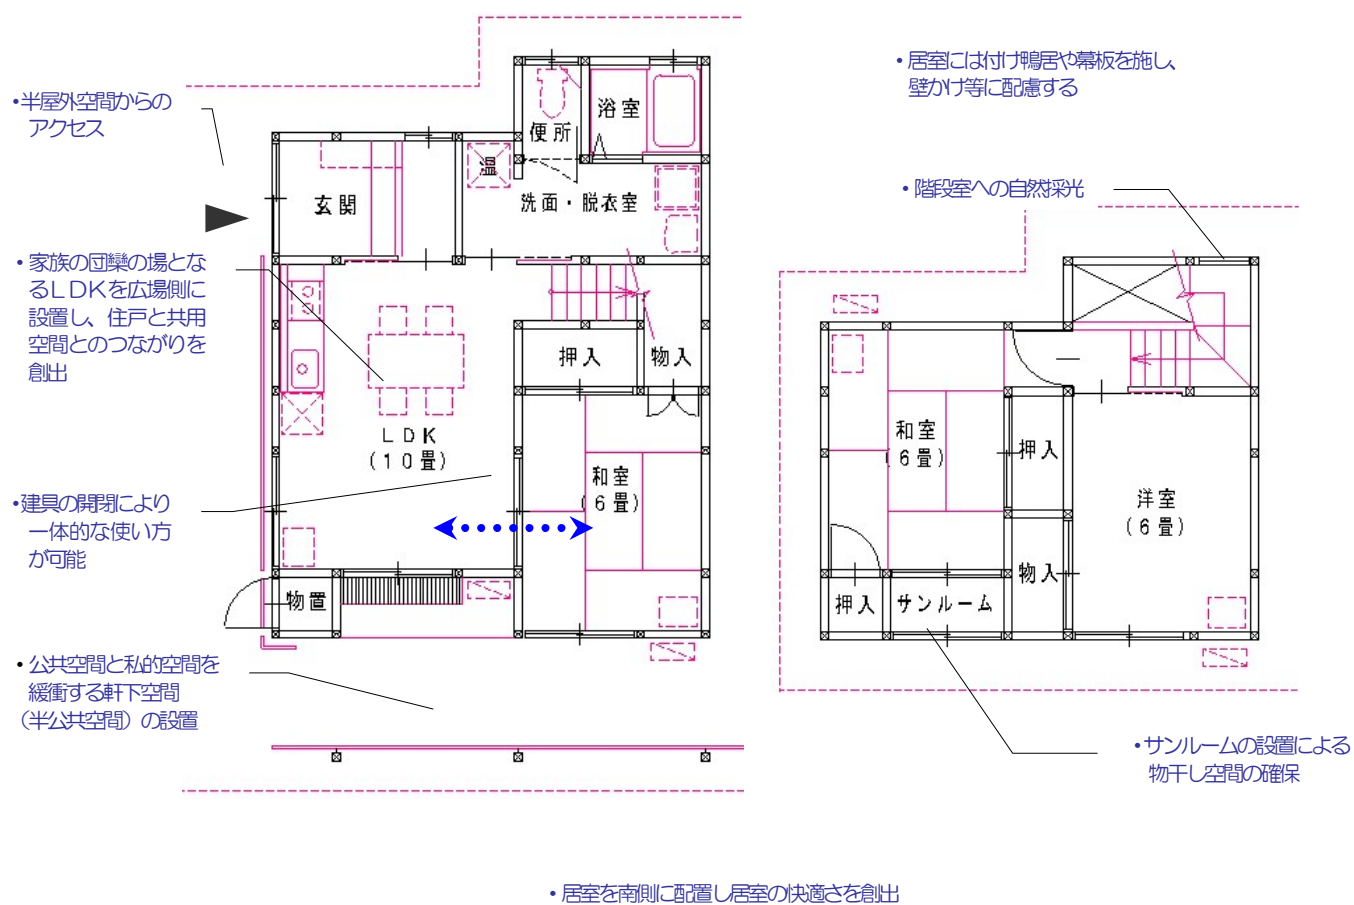 ・半屋外空間からの
アクセス
・家族の団欒の場とな
るLDKを広場側に
設置し、住戸と共用
空間とのつながりを
創出
・建具の開閉により
一体的な使い方
が可能
・公共空間と私的空間を
緩衝する軒下空間
（半公共空間）の設置
玄関
温
便所
浴室
洗面・脱衣室
押入
物入
LDK
(10畳)
和室
(6畳)
物置
・居室には付け鴨居や幕板を施し、
壁かけ等に配慮する
・階段室への自然採光
和室
(6畳)
押入
洋室
(6畳)
物入
押入
サンルーム
・サンルームの設置による
物干し空間の確保
・居室を南側に配置し居室の快適さを創出